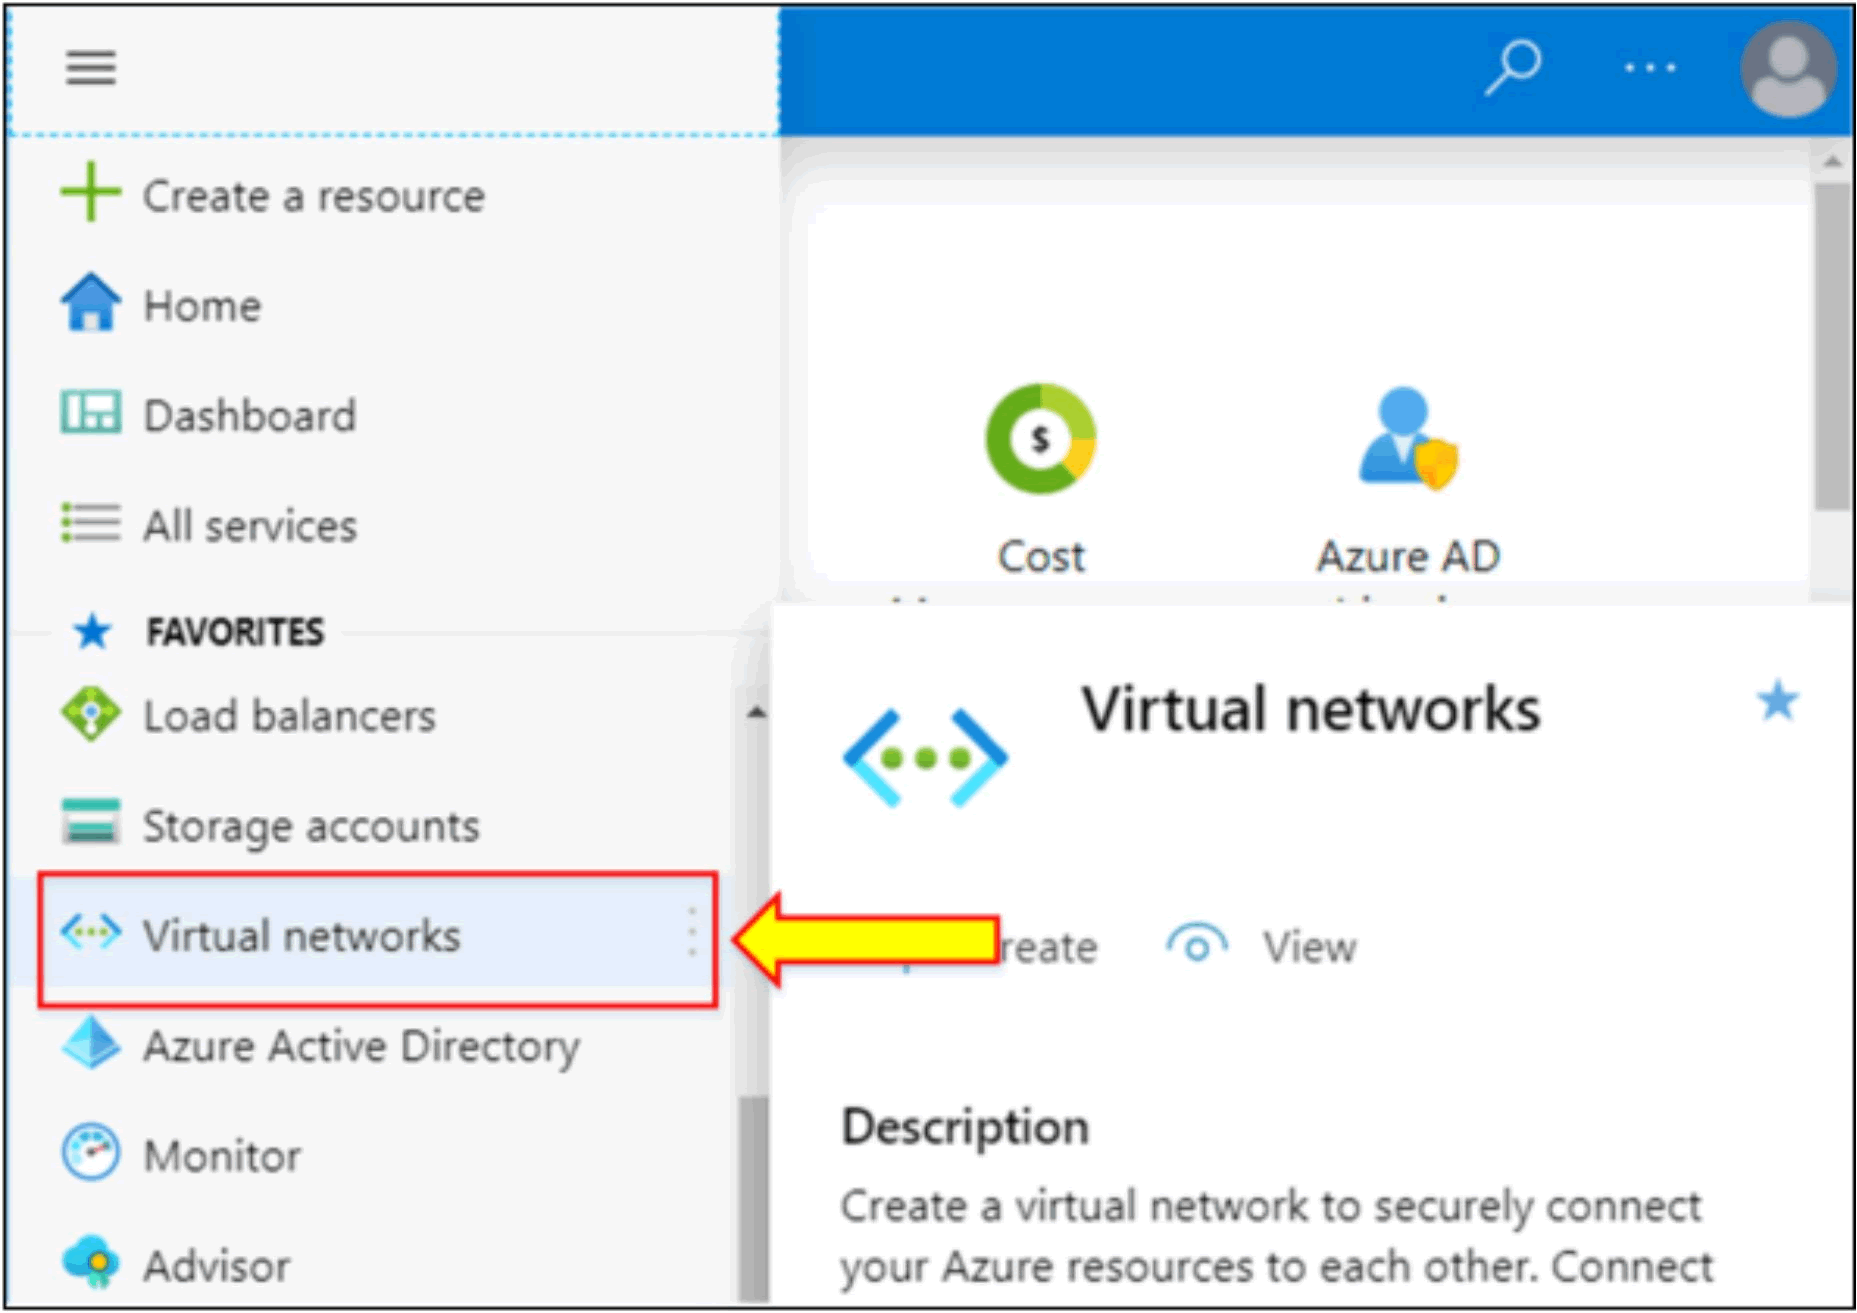 Create a resource
Home
Dashboard
All services
FAVORITES
Load balancers
Storage accounts
Virtual networks
Azure Active Directory
Monitor
Advisor
$
Cost
Azure AD
Virtual networks
reate
View
Description
Create a virtual network to securely connect
your Azure resources to each other. Connect